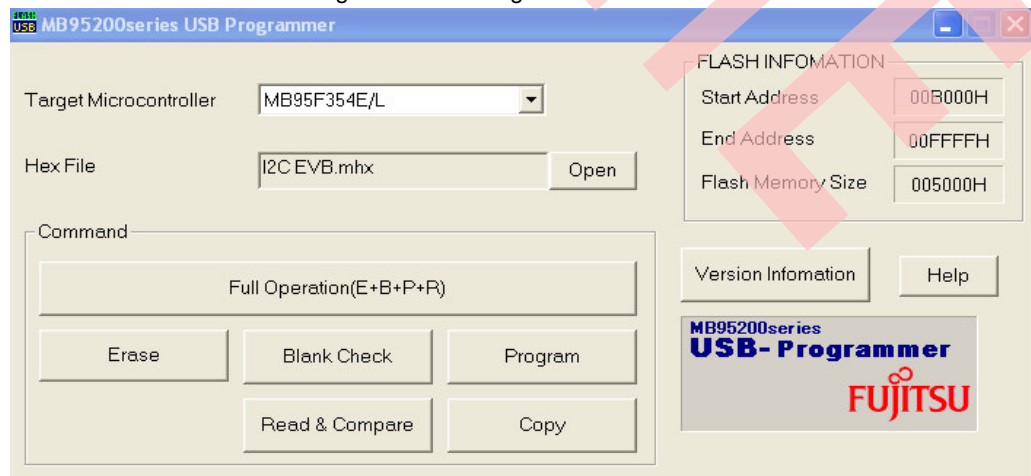 FLASH
USB MB95200series USB Programmer
Target Microcontroller MB95F354E/L
Hex File I2C EVB.mhx Open
FLASH INFOMATION
Start Address 00B000H
End Address 00FFFFH
Flash Memory Size 005000H
Command
Full Operation(E+B+P+R)
Erase Blank Check Program
Read & Compare Copy
Version Infomation Help
MB95200series
USB- Programmer
FUJITSU